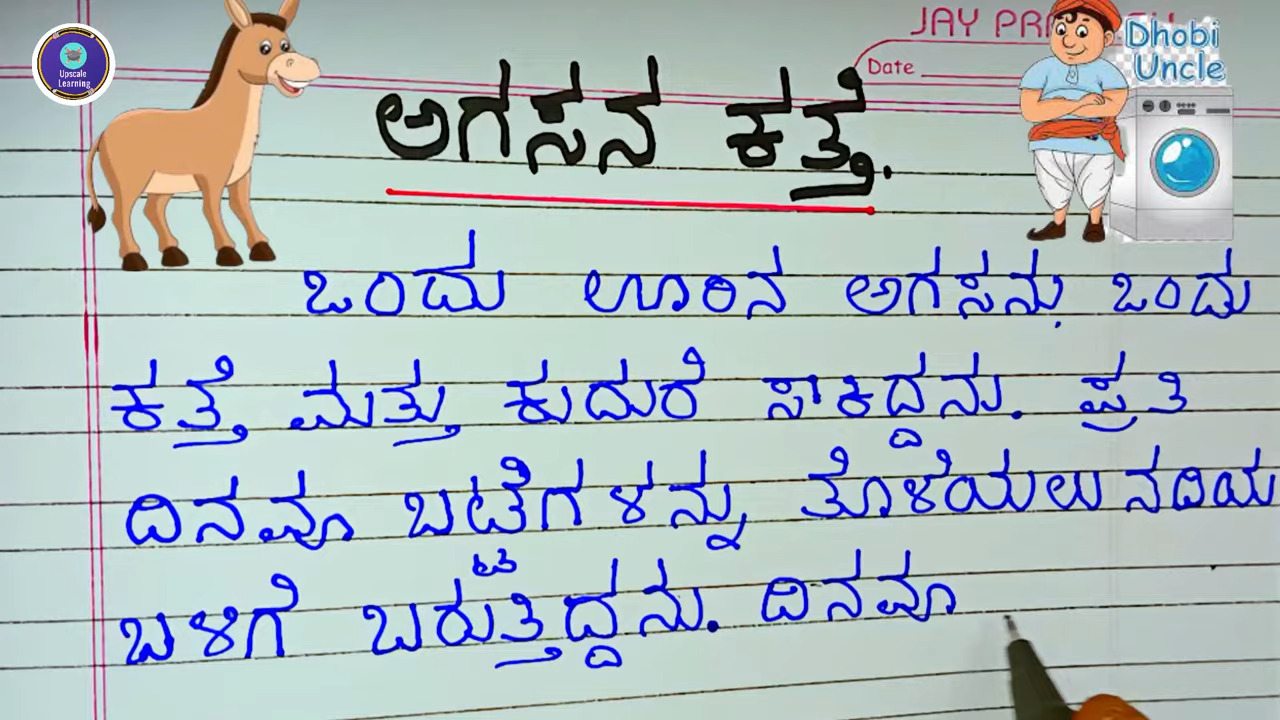 Upscale
Learning
Date
Dhobi
Uncle
ಅಗಸನ ಕತ್ತೆ.
ಒಂದು ಊರಿನ ಅಗಸನು ಒಂದು
ಕತ್ತೆ ಮತ್ತು ಕುದುರೆ ಸಾಕಿದ್ದನು. ಪ್ರತಿ
ದಿನವೂ ಬಟ್ಟೆಗಳನ್ನು ತೊಳೆಯಲು ನದಿಯ
ಬಳಿಗೆ ಬರುತ್ತಿದ್ದನು. ದಿನವೂ